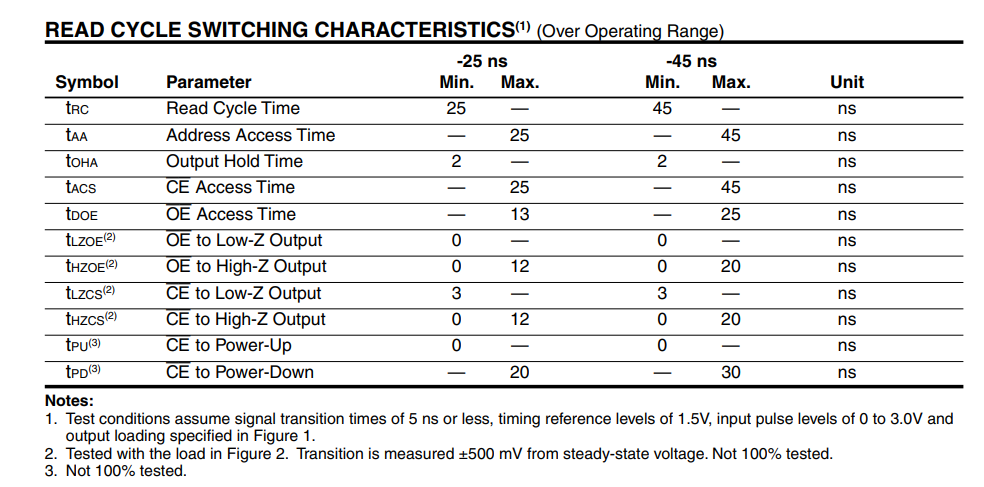 READ CYCLE SWITCHING CHARACTERISTICS(1) (Over Operating Range)
-25 ns -45 ns
Symbol Parameter Min. Max. Min. Max. Unit
tRC Read Cycle Time 25 — 45 — ns
tAA Address Access Time — 25 — 45 ns
tOHA Output Hold Time 2 — 2 — ns
tACS C̅E̅ Access Time — 25 — 45 ns
tDOE O̅E̅ Access Time — 13 — 25 ns
tLZOE(2) O̅E̅ to Low-Z Output 0 — 0 — ns
tHZOE(2) O̅E̅ to High-Z Output 0 12 0 20 ns
tLZCS(2) C̅E̅ to Low-Z Output 3 — 3 — ns
tHZCS(2) C̅E̅ to High-Z Output 0 12 0 20 ns
tPU(3) C̅E̅ to Power-Up 0 — 0 — ns
tPD(3) C̅E̅ to Power-Down — 20 — 30 ns
Notes:
1. Test conditions assume signal transition times of 5 ns or less, timing reference levels of 1.5V, input pulse levels of 0 to 3.0V and
output loading specified in Figure 1.
2. Tested with the load in Figure 2. Transition is measured ±500 mV from steady-state voltage. Not 100% tested.
3. Not 100% tested.